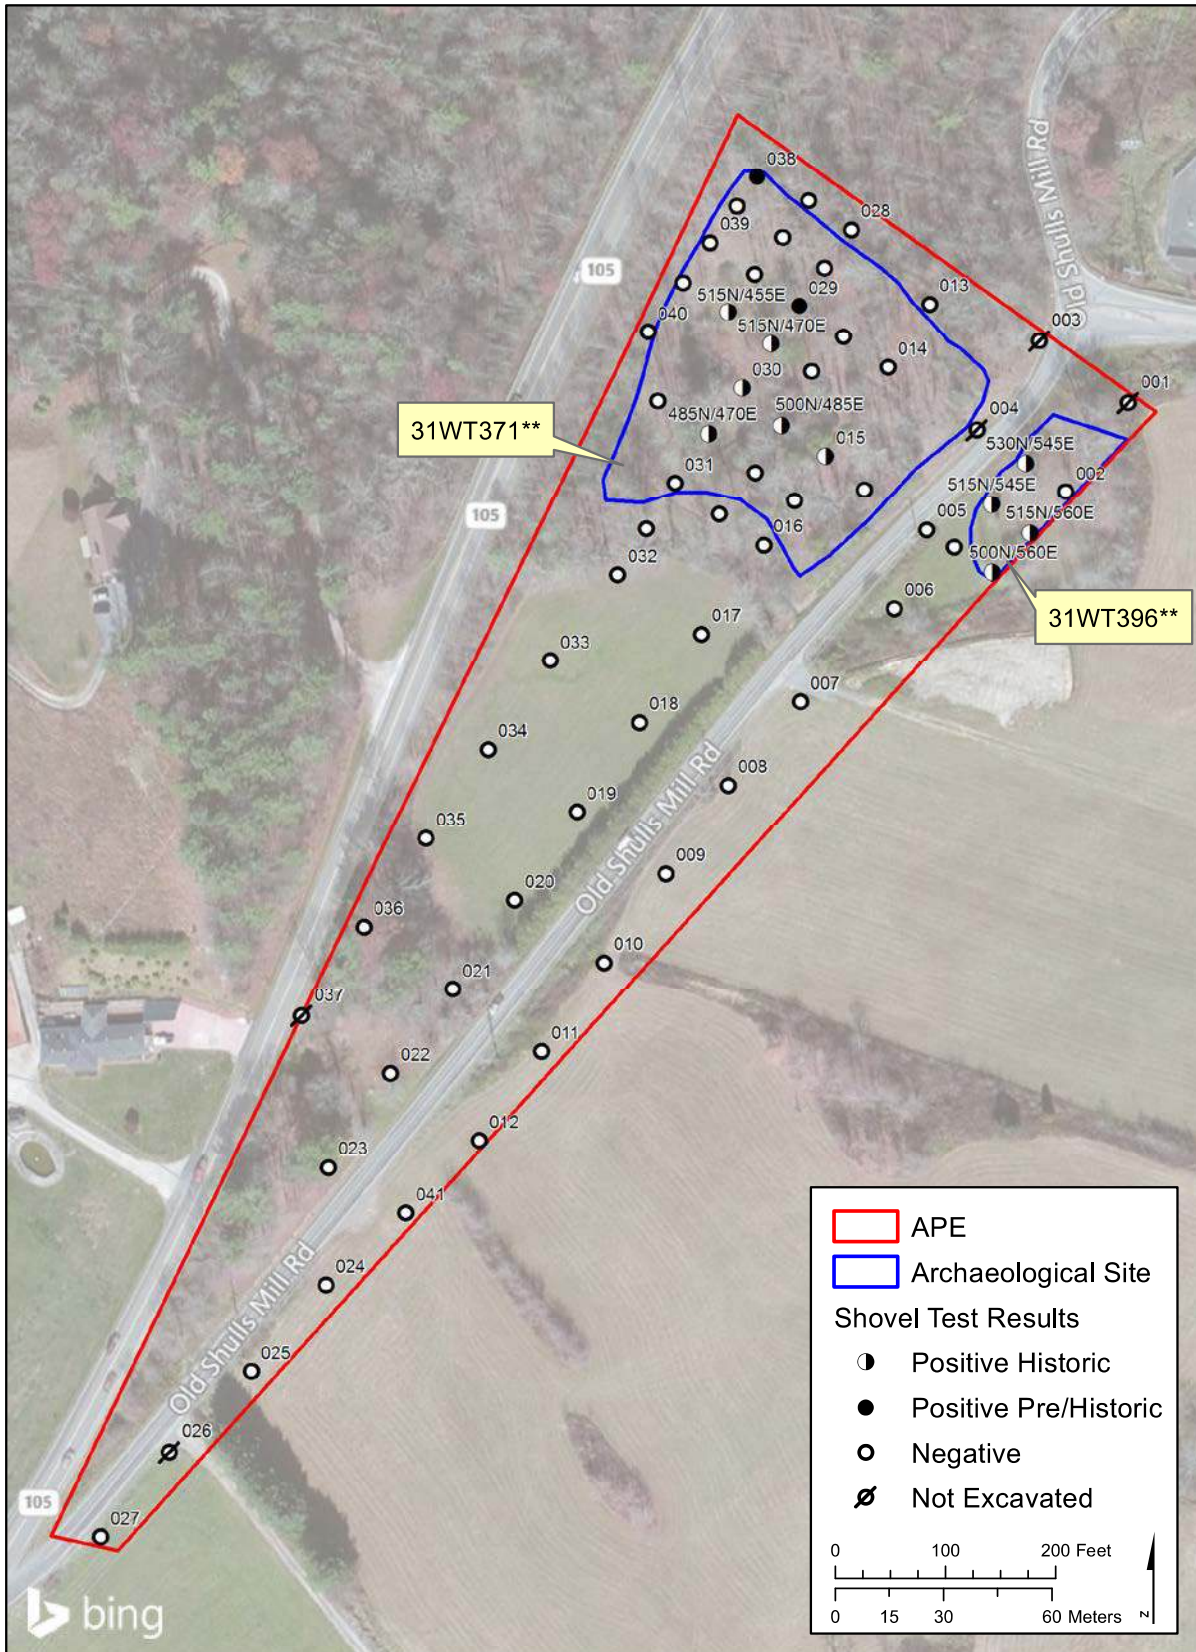 038
Old Shulls Mill Rd
039
028
105
029
013
515N/455E
515N/470E
003
040
014
030
001
500N/485E
004
485N/470E
31WT371**
015
530N/545E
515N/545E
002
031
515N/560E
105
005
016
500N/560E
032
006
31WT396**
017
033
007
018
034
008
Old Shulls Mill Rd
019
035
009
020
036
010
021
037
011
022
012
023
041
024
Old Shulls Mill Rd
025
026
105
027
APE
Archaeological Site
Shovel Test Results
Positive Historic
Positive Pre/Historic
Negative
Not Excavated
0 100 200 Feet
0 15 30 60 Meters
N
bing